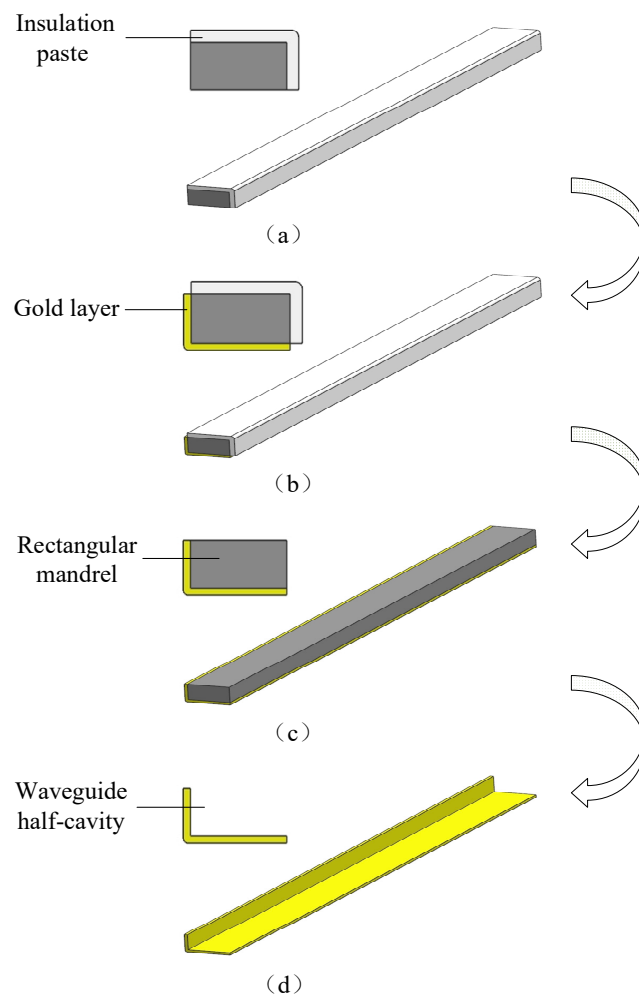 Insulation
paste
（a）
Gold layer
（b）
Rectangular
mandrel
（c）
Waveguide
half-cavity
（d）